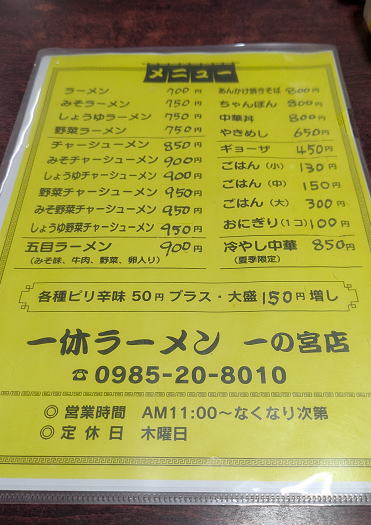 メニュー
ラーメン 700円
みそラーメン 750円
しょうゆラーメン 750円
野菜ラーメン 750円
チャーシューメン 850円
みそチャーシューメン 900円
しょうゆチャーシューメン 900円
野菜チャーシューメン 950円
みそ野菜チャーシューメン 950円
しょうゆ野菜チャーシューメン 950円
五目ラーメン 900円
(みそ味、牛肉、野菜、卵入り)
あんかけ焼きそば 800円
ちゃんぽん 800円
中華丼 800円
やきめし 650円
ギョーザ 450円
ごはん(小) 130円
ごはん(中) 150円
ごはん(大) 300円
おにぎり(1コ) 100円
冷やし中華 850円
(夏季限定)
各種ピリ辛味 50円プラス・大盛 150円増し
一休ラーメン 一の宮店
☎ 0985-20-8010
◎ 営業時間 AM11:00〜なくなり次第
◎ 定休日 木曜日